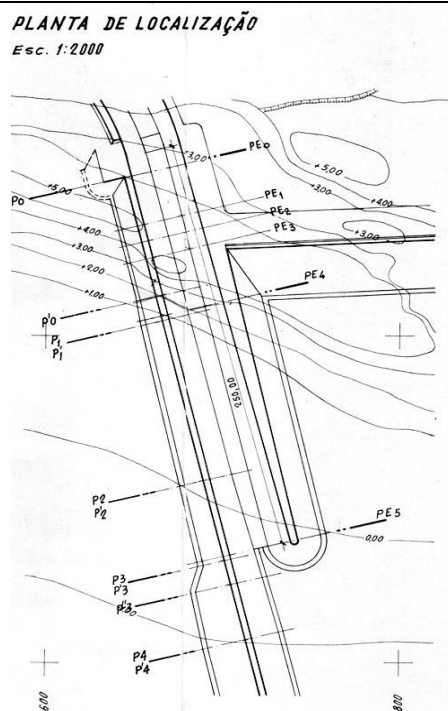 PLANTA DE LOCALIZAÇÃO
ESC. 1:2000
+3,00
PE0
+5,00
+3,00
+4,00
P0
+5,00
PE1
PE2
+4,00
PE3
+3,00
+3,00
+2,00
PE4
+1,00
P'0
P1
P'1
250,00
P2
P'2
PE5
0,00
P3
P'3
P4
P'4
600
800